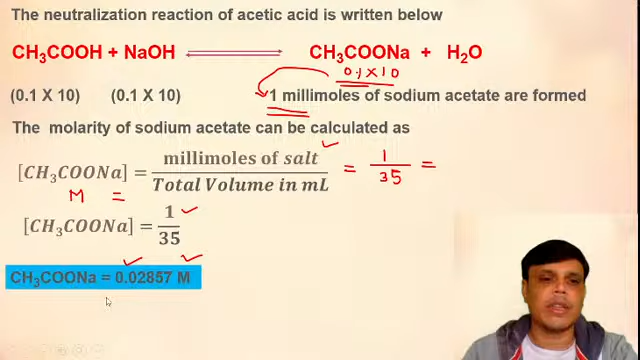 The neutralization reaction of acetic acid is written below
CH₃COOH + NaOH ⇌ CH₃COONa + H₂O
0.1 X 10
(0.1 X 10) (0.1 X 10) 1 millimoles of sodium acetate are formed
The molarity of sodium acetate can be calculated as
[CH₃COONa] = millimoles of salt / Total Volume in mL = 1/35 =
M =
[CH₃COONa] = 1/35
CH₃COONa = 0.02857 M